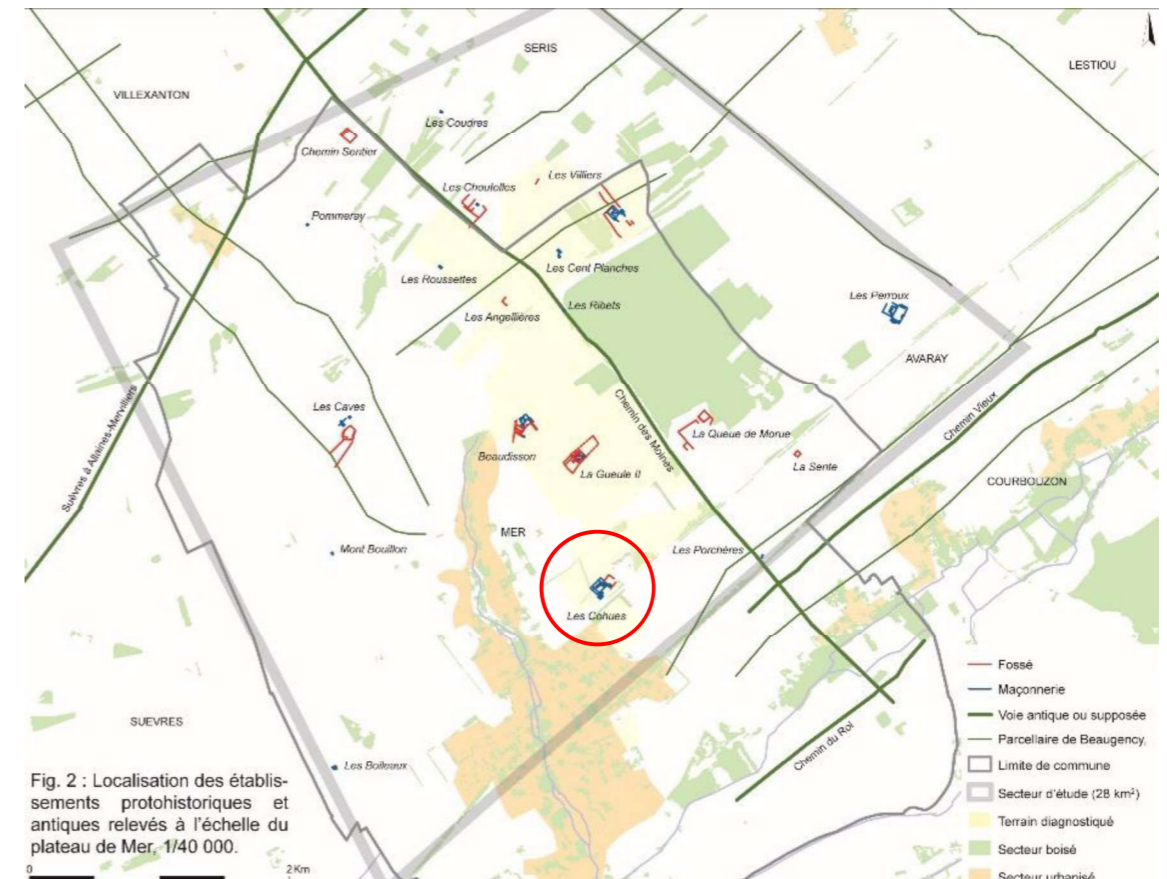 SERIS
LESTIOU
VILLEXANTON
Les Coudres
Chemin Sentier
Les Villiers
Les Choulolles
Pommeray
Les Cent Planches
Les Roussettes
Les Perroux
Les Ribets
Les Angellières
AVARAY
Suèvres à Allaines-Mervilliers
Les Caves
Chemin des Moines
Chemin Vieux
La Queue de Morue
Beaudisson
La Gueule II
La Sente
COURBOUZON
MER
Mont Bouillon
Les Porchères
Les Cohues
SUEVRES
Chemin du Roi
Les Boileaux
Fossé
Maçonnerie
Voie antique ou supposée
Parcellaire de Beaugency,
Limite de commune
Secteur d'étude (28 km²)
Terrain diagnostiqué
Secteur boisé
Secteur urbanisé
Fig. 2 : Localisation des établis-
sements protohistoriques et
antiques relevés à l'échelle du
plateau de Mer, 1/40 000.
0 2 Km